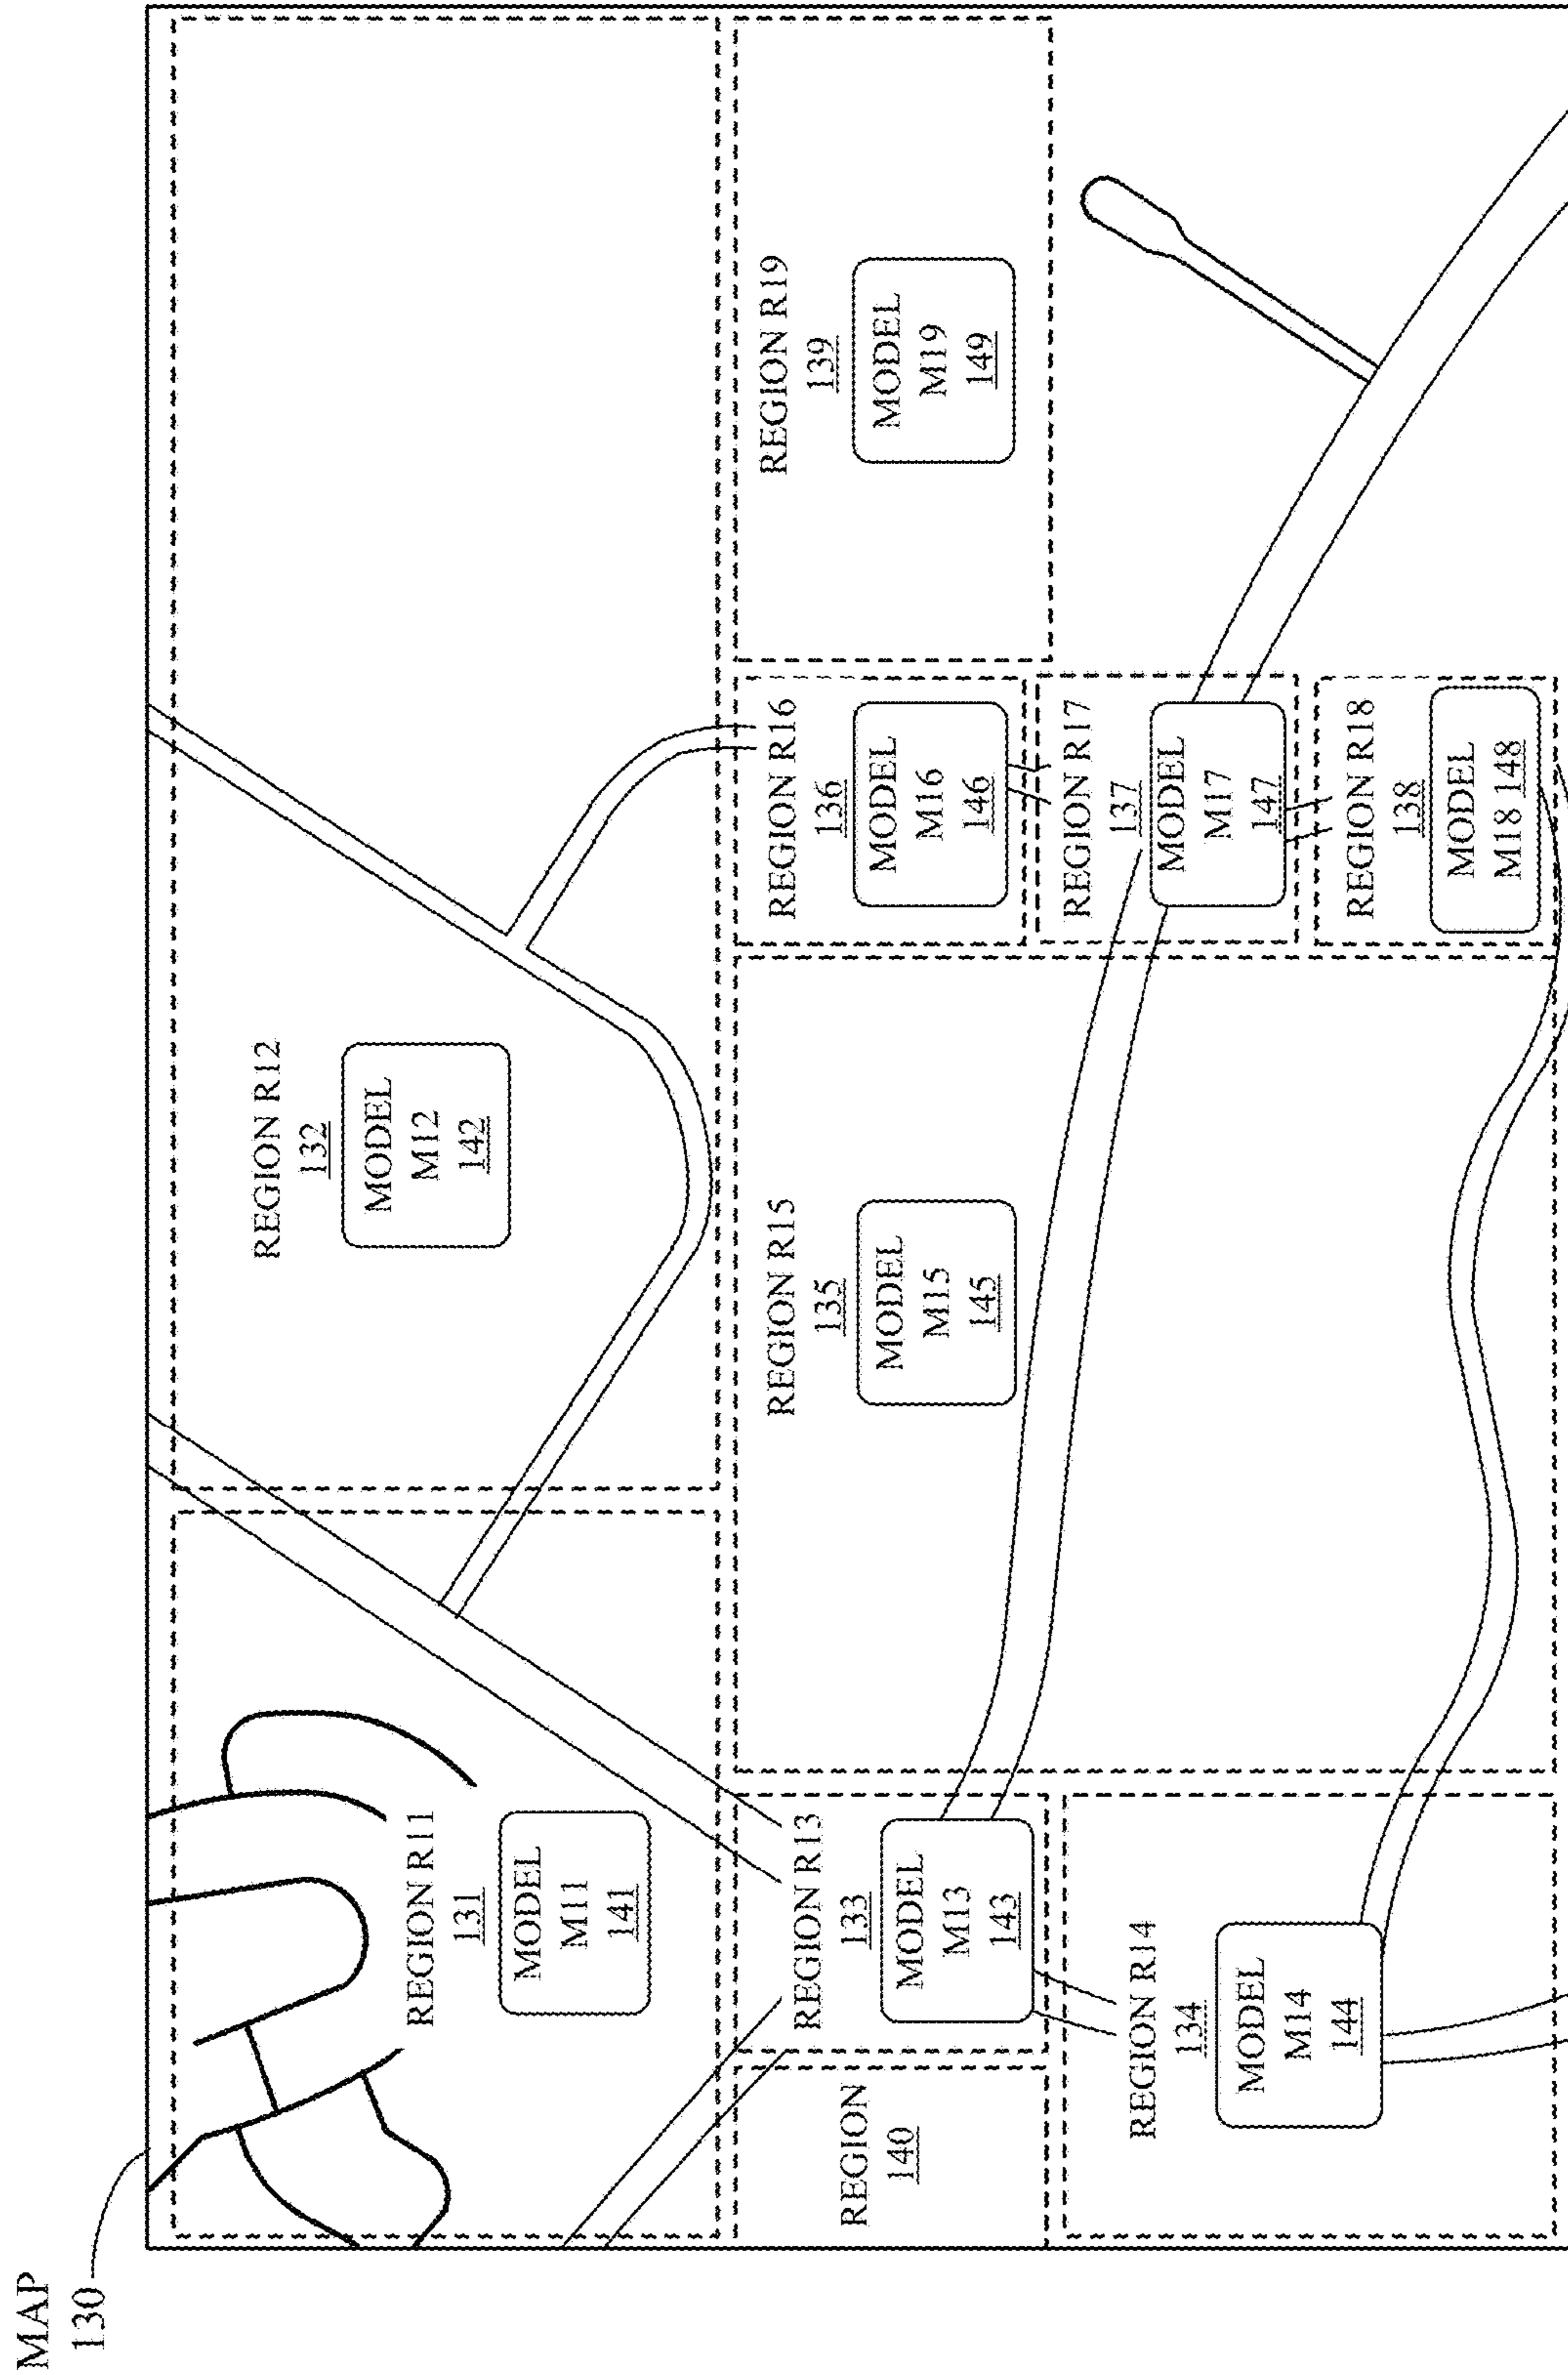 MAP
130
REGION R11
131
MODEL
M11
141
REGION R12
132
MODEL
M12
142
REGION
140
REGION R13
133
MODEL
M13
143
REGION R15
135
MODEL
M15
145
REGION R16
136
MODEL
M16
146
REGION R19
139
MODEL
M19
149
REGION R14
134
MODEL
M14
144
REGION R17
137
MODEL
M17
147
REGION R18
138
MODEL
M18 148